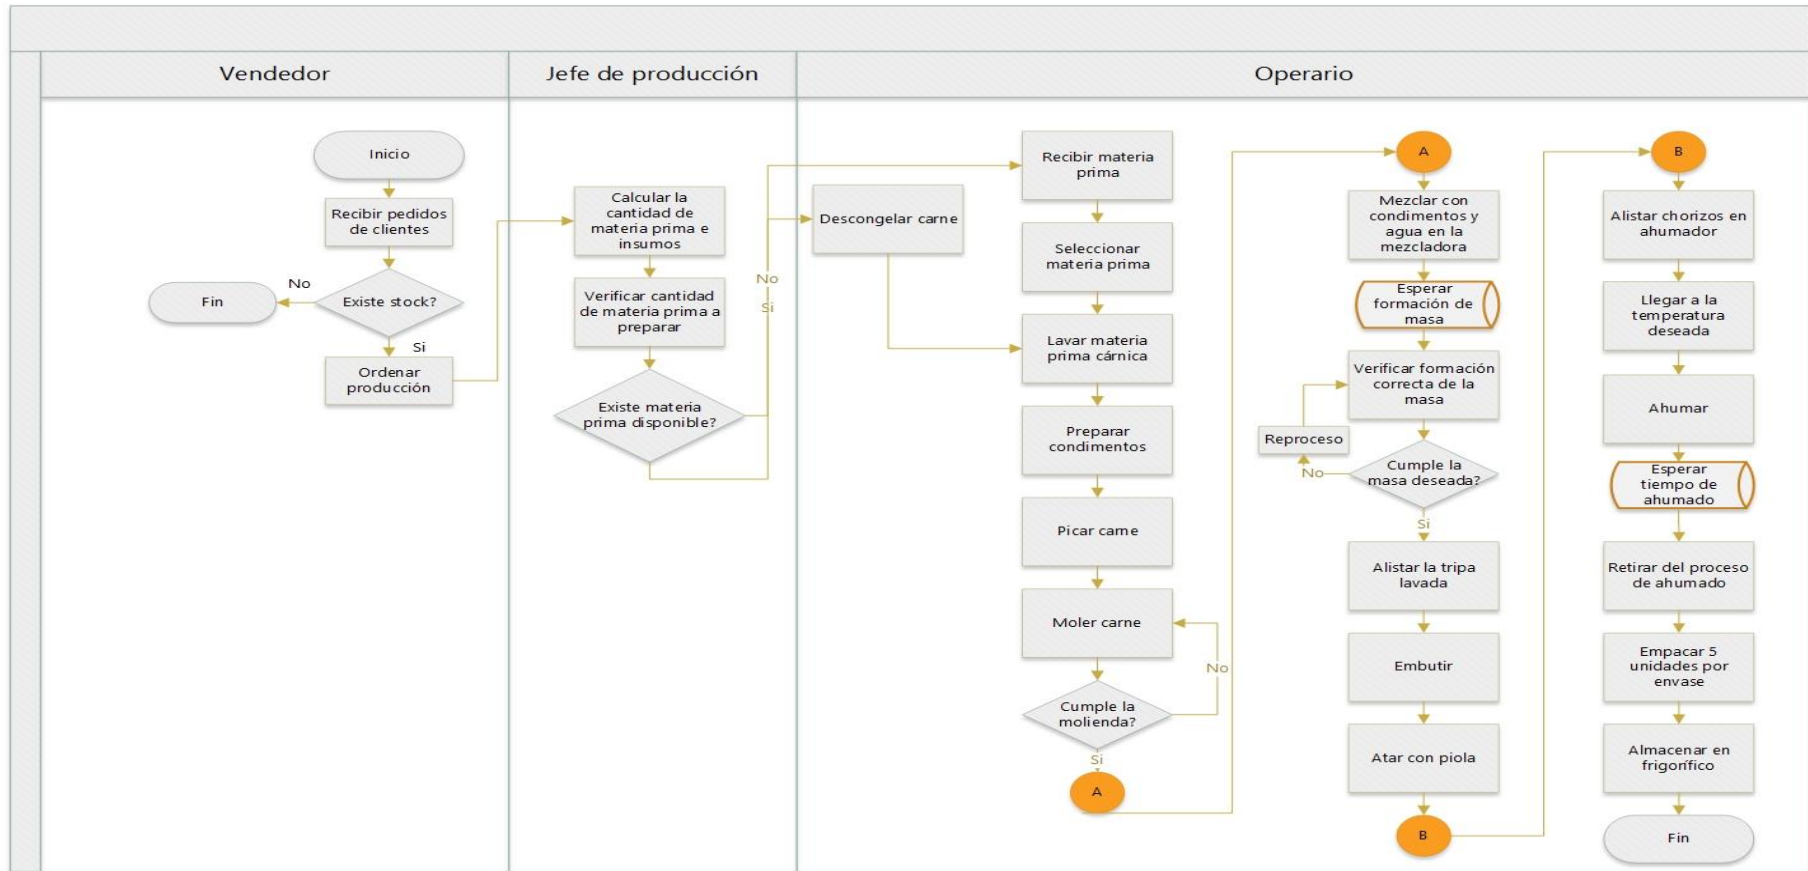 Vendedor
Jefe de producción
Operario
Inicio
Recibir pedidos
de clientes
Existe stock?
No
Fin
Si
Ordenar
producción
Calcular la
cantidad de
materia prima e
insumos
Verificar cantidad
de materia prima a
preparar
Existe materia
prima disponible?
No
Si
Descongelar carne
Recibir materia
prima
Seleccionar
materia prima
Lavar materia
prima cárnica
Preparar
condimentos
Picar carne
Moler carne
No
Cumple la
molienda?
Si
A
A
Mezclar con
condimentos y
agua en la
mezcladora
Esperar
formación de
masa
Verificar formación
correcta de la
masa
Reproceso
No
Cumple la
masa deseada?
Si
Alistar la tripa
lavada
Embutir
Atar con piola
B
B
Alistar chorizos en
ahumador
Llegar a la
temperatura
deseada
Ahumar
Esperar
tiempo de
ahumado
Retirar del proceso
de ahumado
Empacar 5
unidades por
envase
Almacenar en
frigorífico
Fin